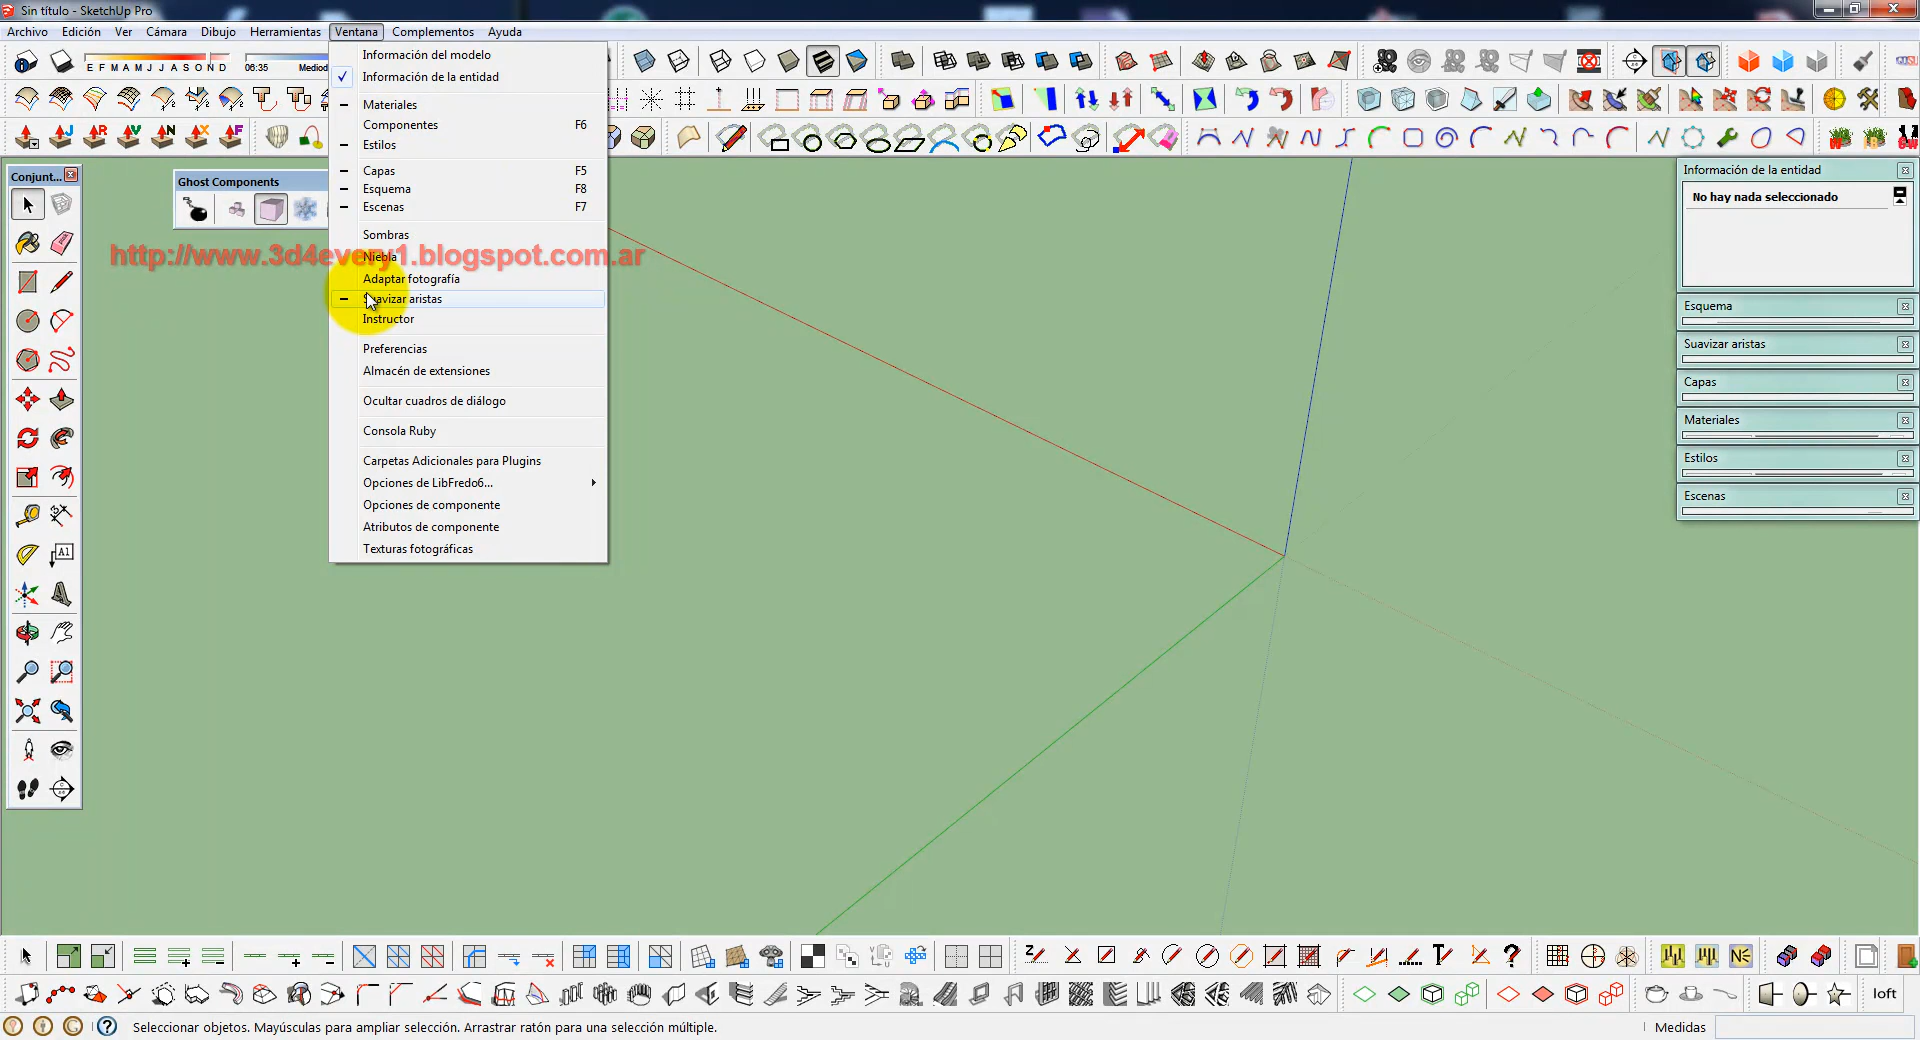 Sin título - SketchUp Pro
Archivo Edición Ver Cámara Dibujo Herramientas Ventana Complementos Ayuda
E F M A M J J A S O N D 06:35 Mediod
Información del modelo
Información de la entidad
Materiales
Componentes F6
Estilos
Capas F5
Esquema F8
Escenas F7
Sombras
Niebla
Adaptar fotografía
Suavizar aristas
Instructor
Preferencias
Almacén de extensiones
Ocultar cuadros de diálogo
Consola Ruby
Carpetas Adicionales para Plugins
Opciones de LibFredo6...
Opciones de componente
Atributos de componente
Texturas fotográficas
Conjunt...
Ghost Components
http://www.3d4every1.blogspot.com.ar
Información de la entidad
No hay nada seleccionado
Esquema
Suavizar aristas
Capas
Materiales
Estilos
Escenas
loft
Seleccionar objetos. Mayúsculas para ampliar selección. Arrastrar ratón para una selección múltiple.
Medidas